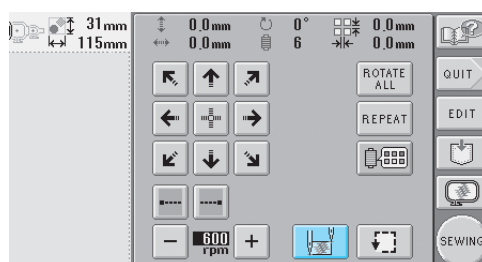 31mm
115mm
0.0mm 0° 0.0mm
0.0mm 6 0.0mm
ROTATE
ALL
QUIT
REPEAT
EDIT
− 600 +
rpm
SEWING